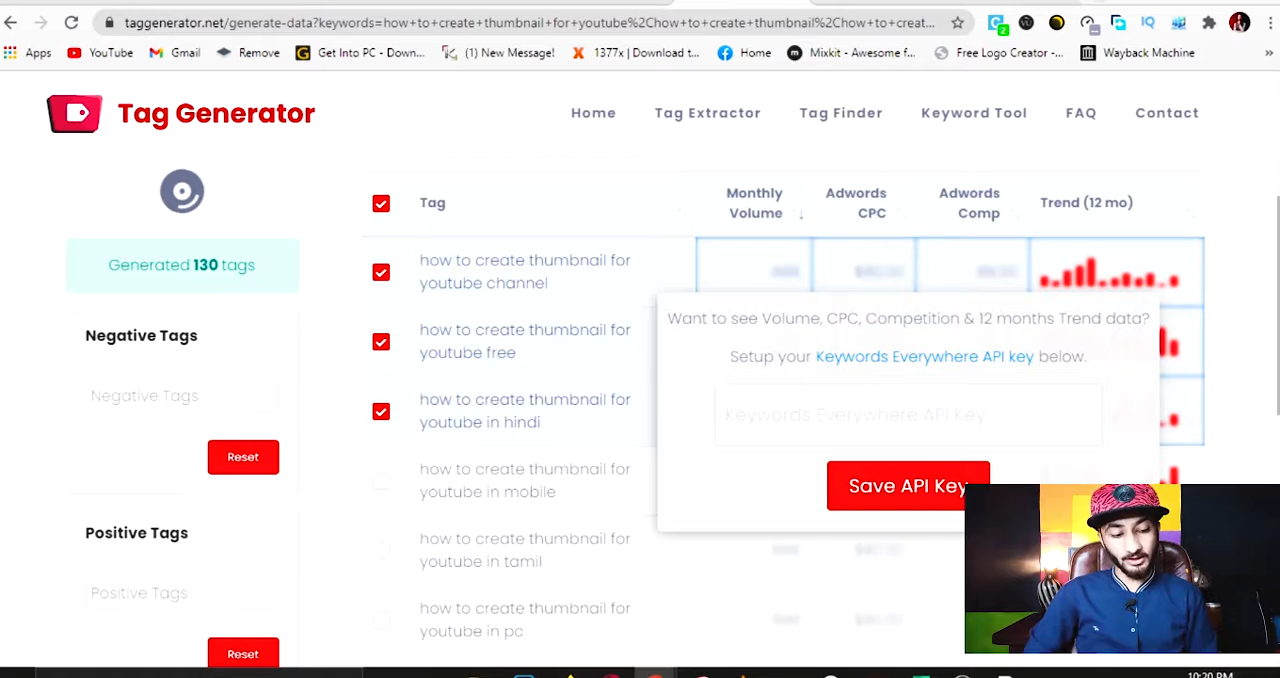 taggenerator.net/generate-data?keywords=how+to+create+thumbnail+for+youtube%2Chow+to+create+thumbnail%2Chow+to+creat...
Apps YouTube Gmail Remove Get Into PC - Down... (1) New Message! 1377x | Download t... Home Mixkit - Awesome f... Free Logo Creator -... Wayback Machine »
Tag Generator
Home Tag Extractor Tag Finder Keyword Tool FAQ Contact
Generated 130 tags
Negative Tags
Negative Tags
Reset
Positive Tags
Positive Tags
Reset
Tag
Monthly
Volume ↓
Adwords
CPC
Adwords
Comp
Trend (12 mo)
how to create thumbnail for
youtube channel
how to create thumbnail for
youtube free
how to create thumbnail for
youtube in hindi
how to create thumbnail for
youtube in mobile
how to create thumbnail for
youtube in tamil
how to create thumbnail for
youtube in pc
Want to see Volume, CPC, Competition & 12 months Trend data?
Setup your Keywords Everywhere API key below.
Keywords Everywhere API Key
Save API Key
10:20 PM